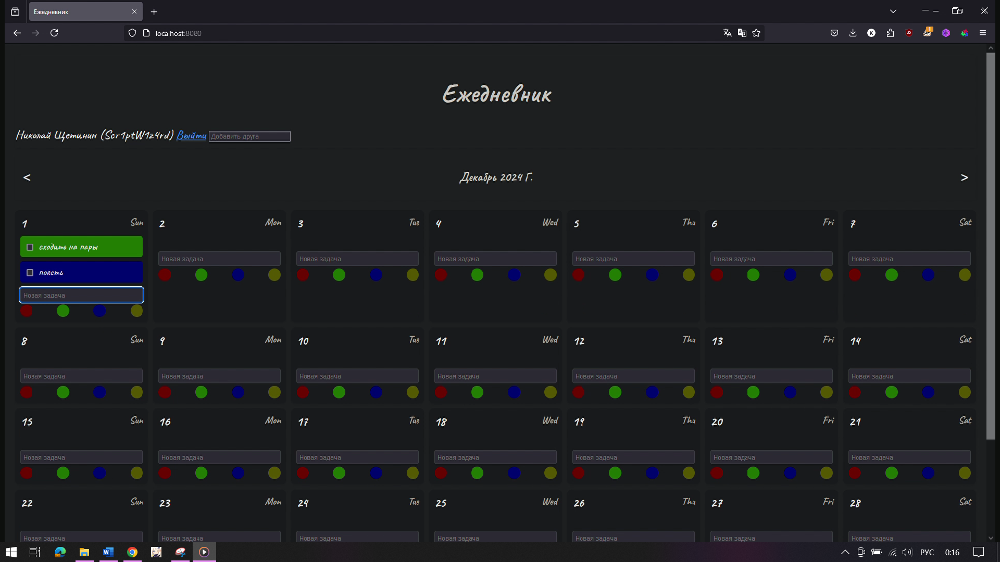 Ежедневник
localhost:8080
K
UD
1
Ежедневник
Николай Щетинин (Scr1ptW1z4rd) Выйти Добавить друга
< Декабрь 2024 Г. >
1 Sun 2 Mon 3 Tue 4 Wed 5 Thu 6 Fri 7 Sat
сходить на пары
Новая задача Новая задача Новая задача Новая задача Новая задача Новая задача
поесть
Новая задача
8 Sun 9 Mon 10 Tue 11 Wed 12 Thu 13 Fri 14 Sat
Новая задача Новая задача Новая задача Новая задача Новая задача Новая задача Новая задача
15 Sun 16 Mon 17 Tue 18 Wed 19 Thu 20 Fri 21 Sat
Новая задача Новая задача Новая задача Новая задача Новая задача Новая задача Новая задача
22 Sun 23 Mon 24 Tue 25 Wed 26 Thu 27 Fri 28 Sat
Новая задача Новая задача Новая задача Новая задача Новая задача Новая задача Новая задача
W РУС 0:16